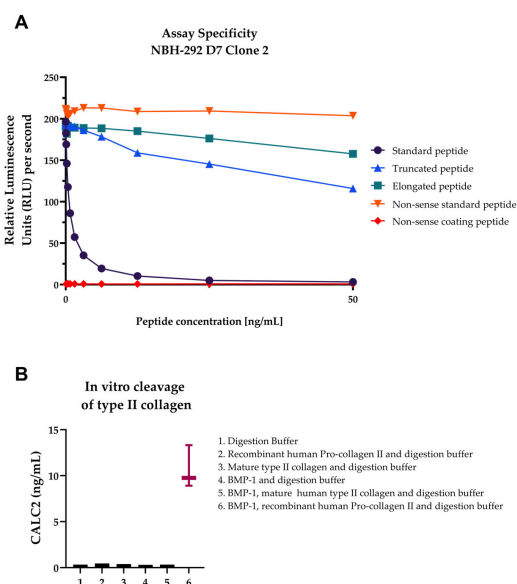 A
Assay Specificity
NBH-292 D7 Clone 2
Relative Luminescence
Units (RLU) per second
250
200
150
100
50
0
0
50
Peptide concentration [ng/mL]
Standard peptide
Truncated peptide
Elongated peptide
Non-sense standard peptide
Non-sense coating peptide
B
In vitro cleavage
of type II collagen
CALC2 (ng/mL)
15
10
5
0
1 2 3 4 5 6
1. Digestion Buffer
2. Recombinant human Pro-collagen II and digestion buffer
3. Mature type II collagen and digestion buffer
4. BMP-1 and digestion buffer
5. BMP-1, mature human type II collagen and digestion buffer
6. BMP-1, recombinant human Pro-collagen II and digestion buffer